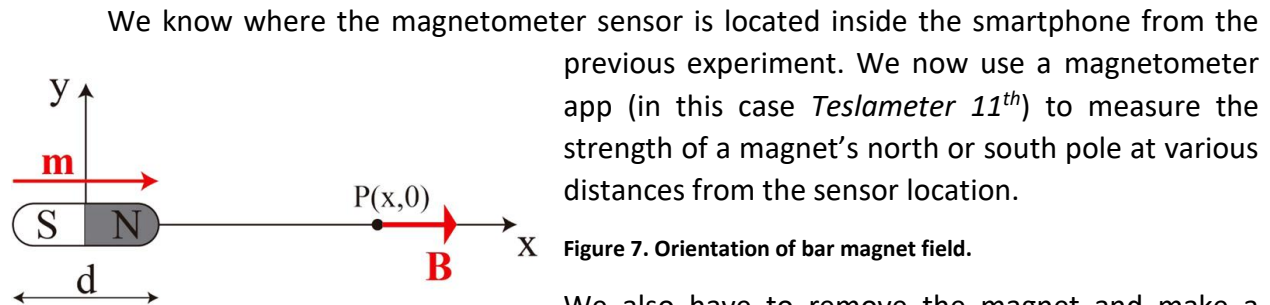 We know where the magnetometer sensor is located inside the smartphone from the
previous experiment. We now use a magnetometer
app (in this case Teslameter 11th) to measure the
strength of a magnet's north or south pole at various
distances from the sensor location.
y
m
S N
P(x,0)
B
x
d
Figure 7. Orientation of bar magnet field.
We also have to remove the magnet and make a